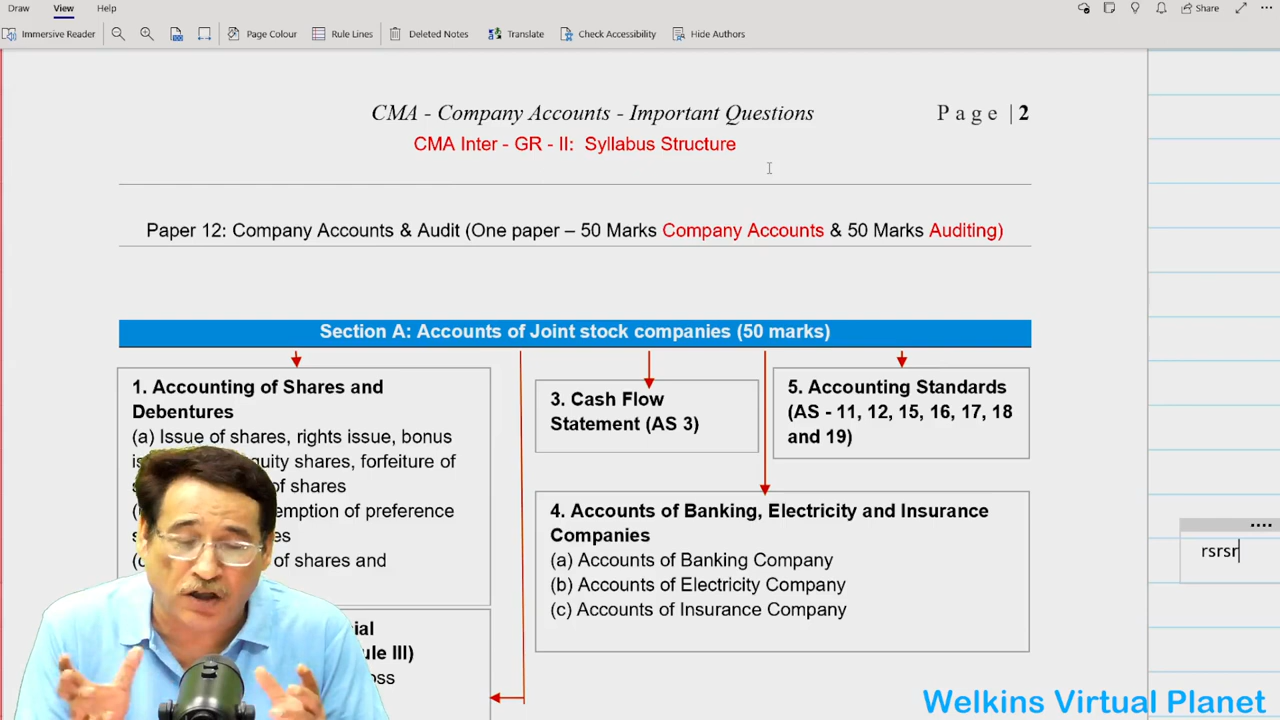 Draw View Help
Share
Immersive Reader Page Colour Rule Lines Deleted Notes Translate Check Accessibility Hide Authors
CMA - Company Accounts - Important Questions Page |2
CMA Inter - GR - II: Syllabus Structure
Paper 12: Company Accounts & Audit (One paper – 50 Marks Company Accounts & 50 Marks Auditing)
Section A: Accounts of Joint stock companies (50 marks)
1. Accounting of Shares and
Debentures
(a) Issue of shares, rights issue, bonus
quity shares, forfeiture of
of shares
emption of preference
es
of shares and
ial
ule III)
oss
3. Cash Flow
Statement (AS 3)
5. Accounting Standards
(AS - 11, 12, 15, 16, 17, 18
and 19)
4. Accounts of Banking, Electricity and Insurance
Companies
(a) Accounts of Banking Company
(b) Accounts of Electricity Company
(c) Accounts of Insurance Company
rsrsr
Welkins Virtual Planet